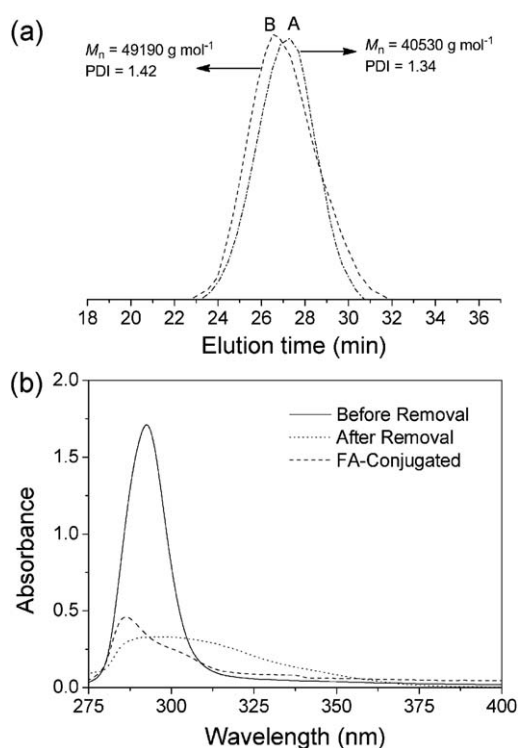 (a)
B A
Mn = 49190 g mol-1
PDI = 1.42
Mn = 40530 g mol-1
PDI = 1.34
18 20 22 24 26 28 30 32 34 36
Elution time (min)
(b)
2.0
1.5
1.0
0.5
0.0
Absorbance
Before Removal
After Removal
FA-Conjugated
275 300 325 350 375 400
Wavelength (nm)